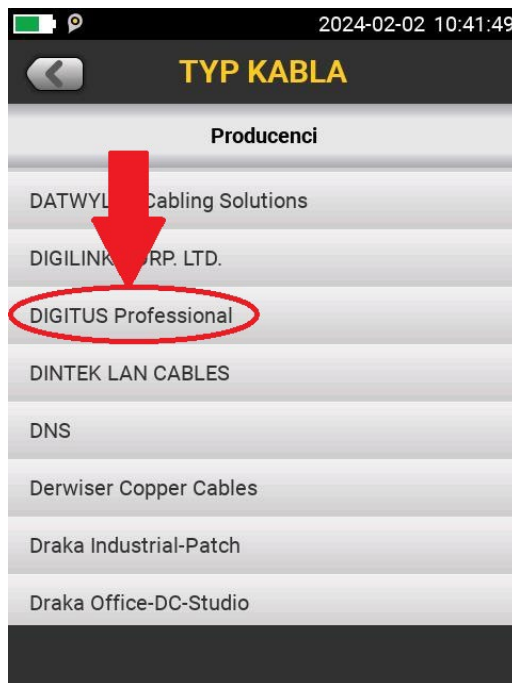 2024-02-02 10:41:49
TYP KABLA
Producenci
Cabling Solutions
DIGILINK LTD.
DIGITUS Professional
DINTEK LAN CABLES
DNS
Derwiser Copper Cables
Draka Industrial-Patch
Draka Office-DC-Studio